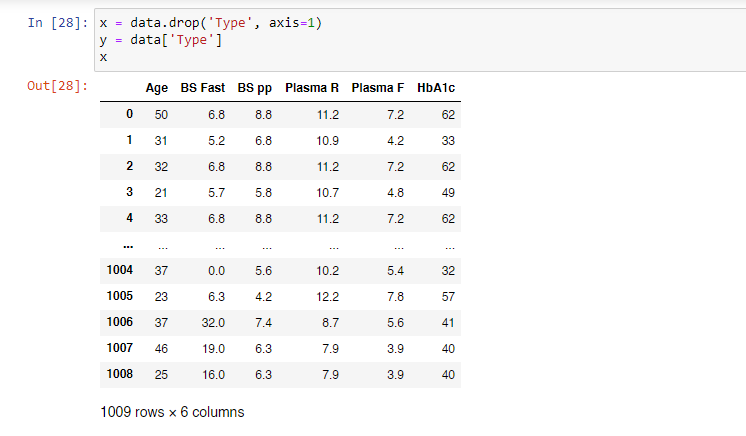 In [28]: x = data.drop('Type', axis=1)
y = data['Type']
x
Out[28]:
Age BS Fast BS pp Plasma R Plasma F HbA1c
0 50 6.8 8.8 11.2 7.2 62
1 31 5.2 6.8 10.9 4.2 33
2 32 6.8 8.8 11.2 7.2 62
3 21 5.7 5.8 10.7 4.8 49
4 33 6.8 8.8 11.2 7.2 62
... ... ... ... ... ... ...
1004 37 0.0 5.6 10.2 5.4 32
1005 23 6.3 4.2 12.2 7.8 57
1006 37 32.0 7.4 8.7 5.6 41
1007 46 19.0 6.3 7.9 3.9 40
1008 25 16.0 6.3 7.9 3.9 40
1009 rows × 6 columns